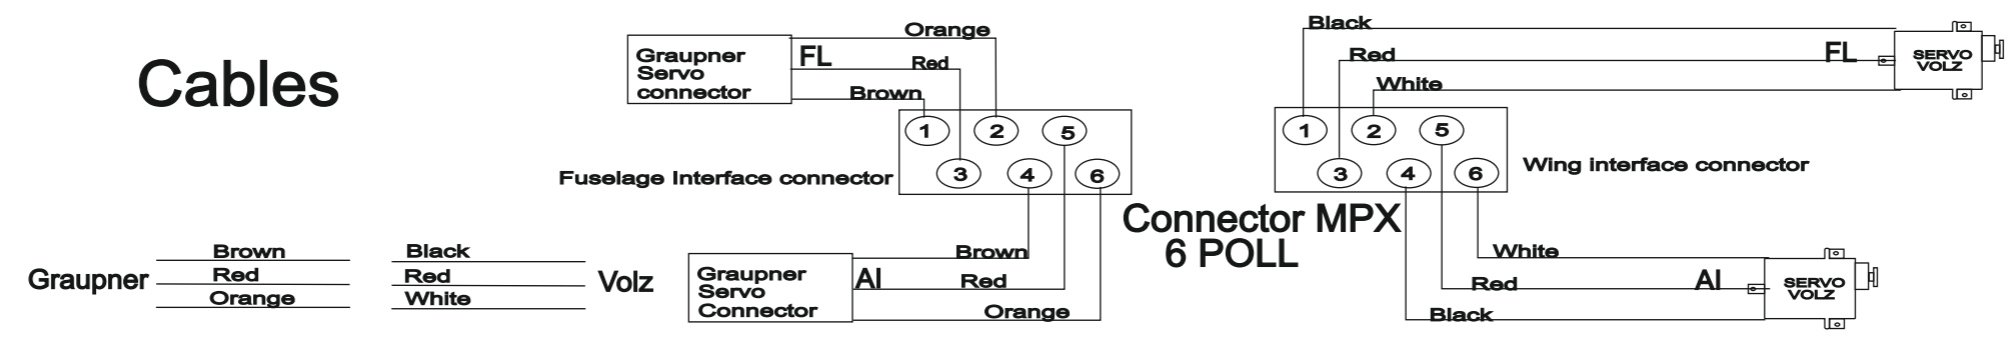 Cables
Graupner
Servo
connector
FL
Orange
Red
Brown
1
2
5
3
4
6
Fuselage Interface connector
Black
Red
White
FL
SERVO
VOLZ
1
2
5
3
4
6
Wing interface connector
Connector MPX
6 POLL
Graupner
Brown
Red
Orange
Black
Red
White
Volz
Graupner
Servo
Connector
AI
Brown
Red
Orange
White
Red
Black
AI
SERVO
VOLZ